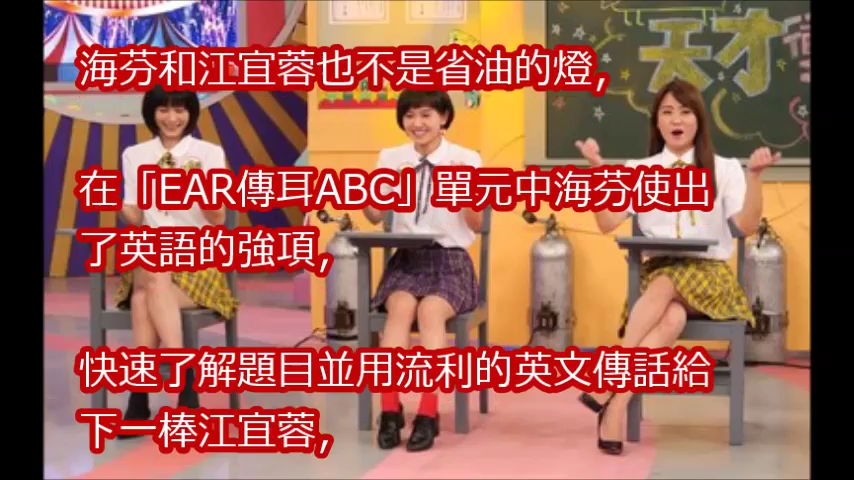 天才衝
海芬和江宜蓉也不是省油的燈，
在「EAR傳耳ABC」單元中海芬使出
了英語的強項，
快速了解題目並用流利的英文傳話給
下一棒江宜蓉，